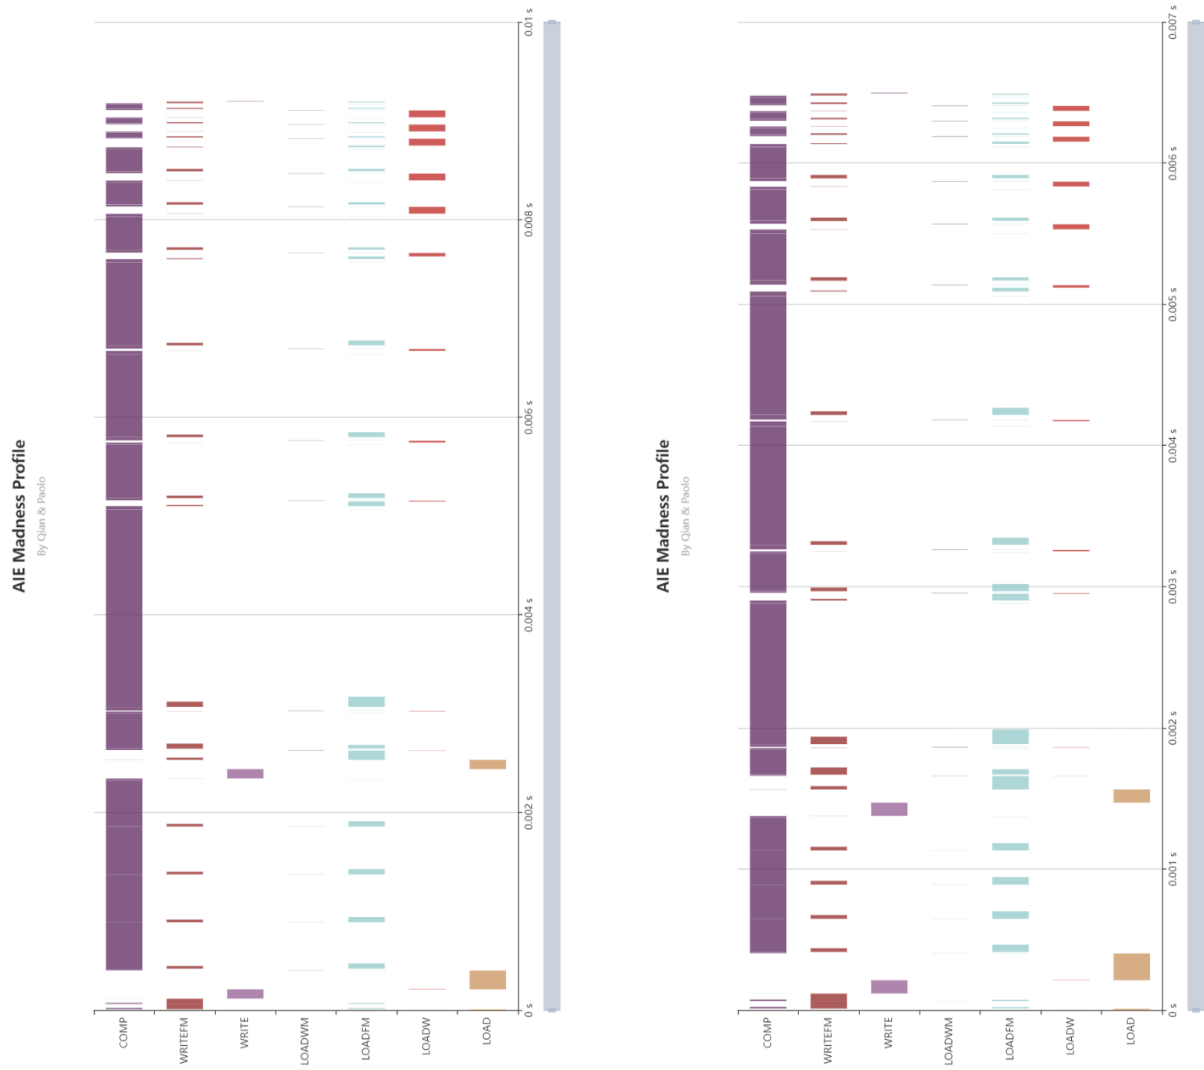 AIE Madness Profile
By Qian & Paolo
COMP
WRITEFM
WRITE
LOADWM
LOADFM
LOADW
LOAD
0 s
0.002 s
0.004 s
0.006 s
0.008 s
0.01 s
AIE Madness Profile
By Qian & Paolo
COMP
WRITEFM
WRITE
LOADWM
LOADFM
LOADW
LOAD
0 s
0.001 s
0.002 s
0.003 s
0.004 s
0.005 s
0.006 s
0.007 s